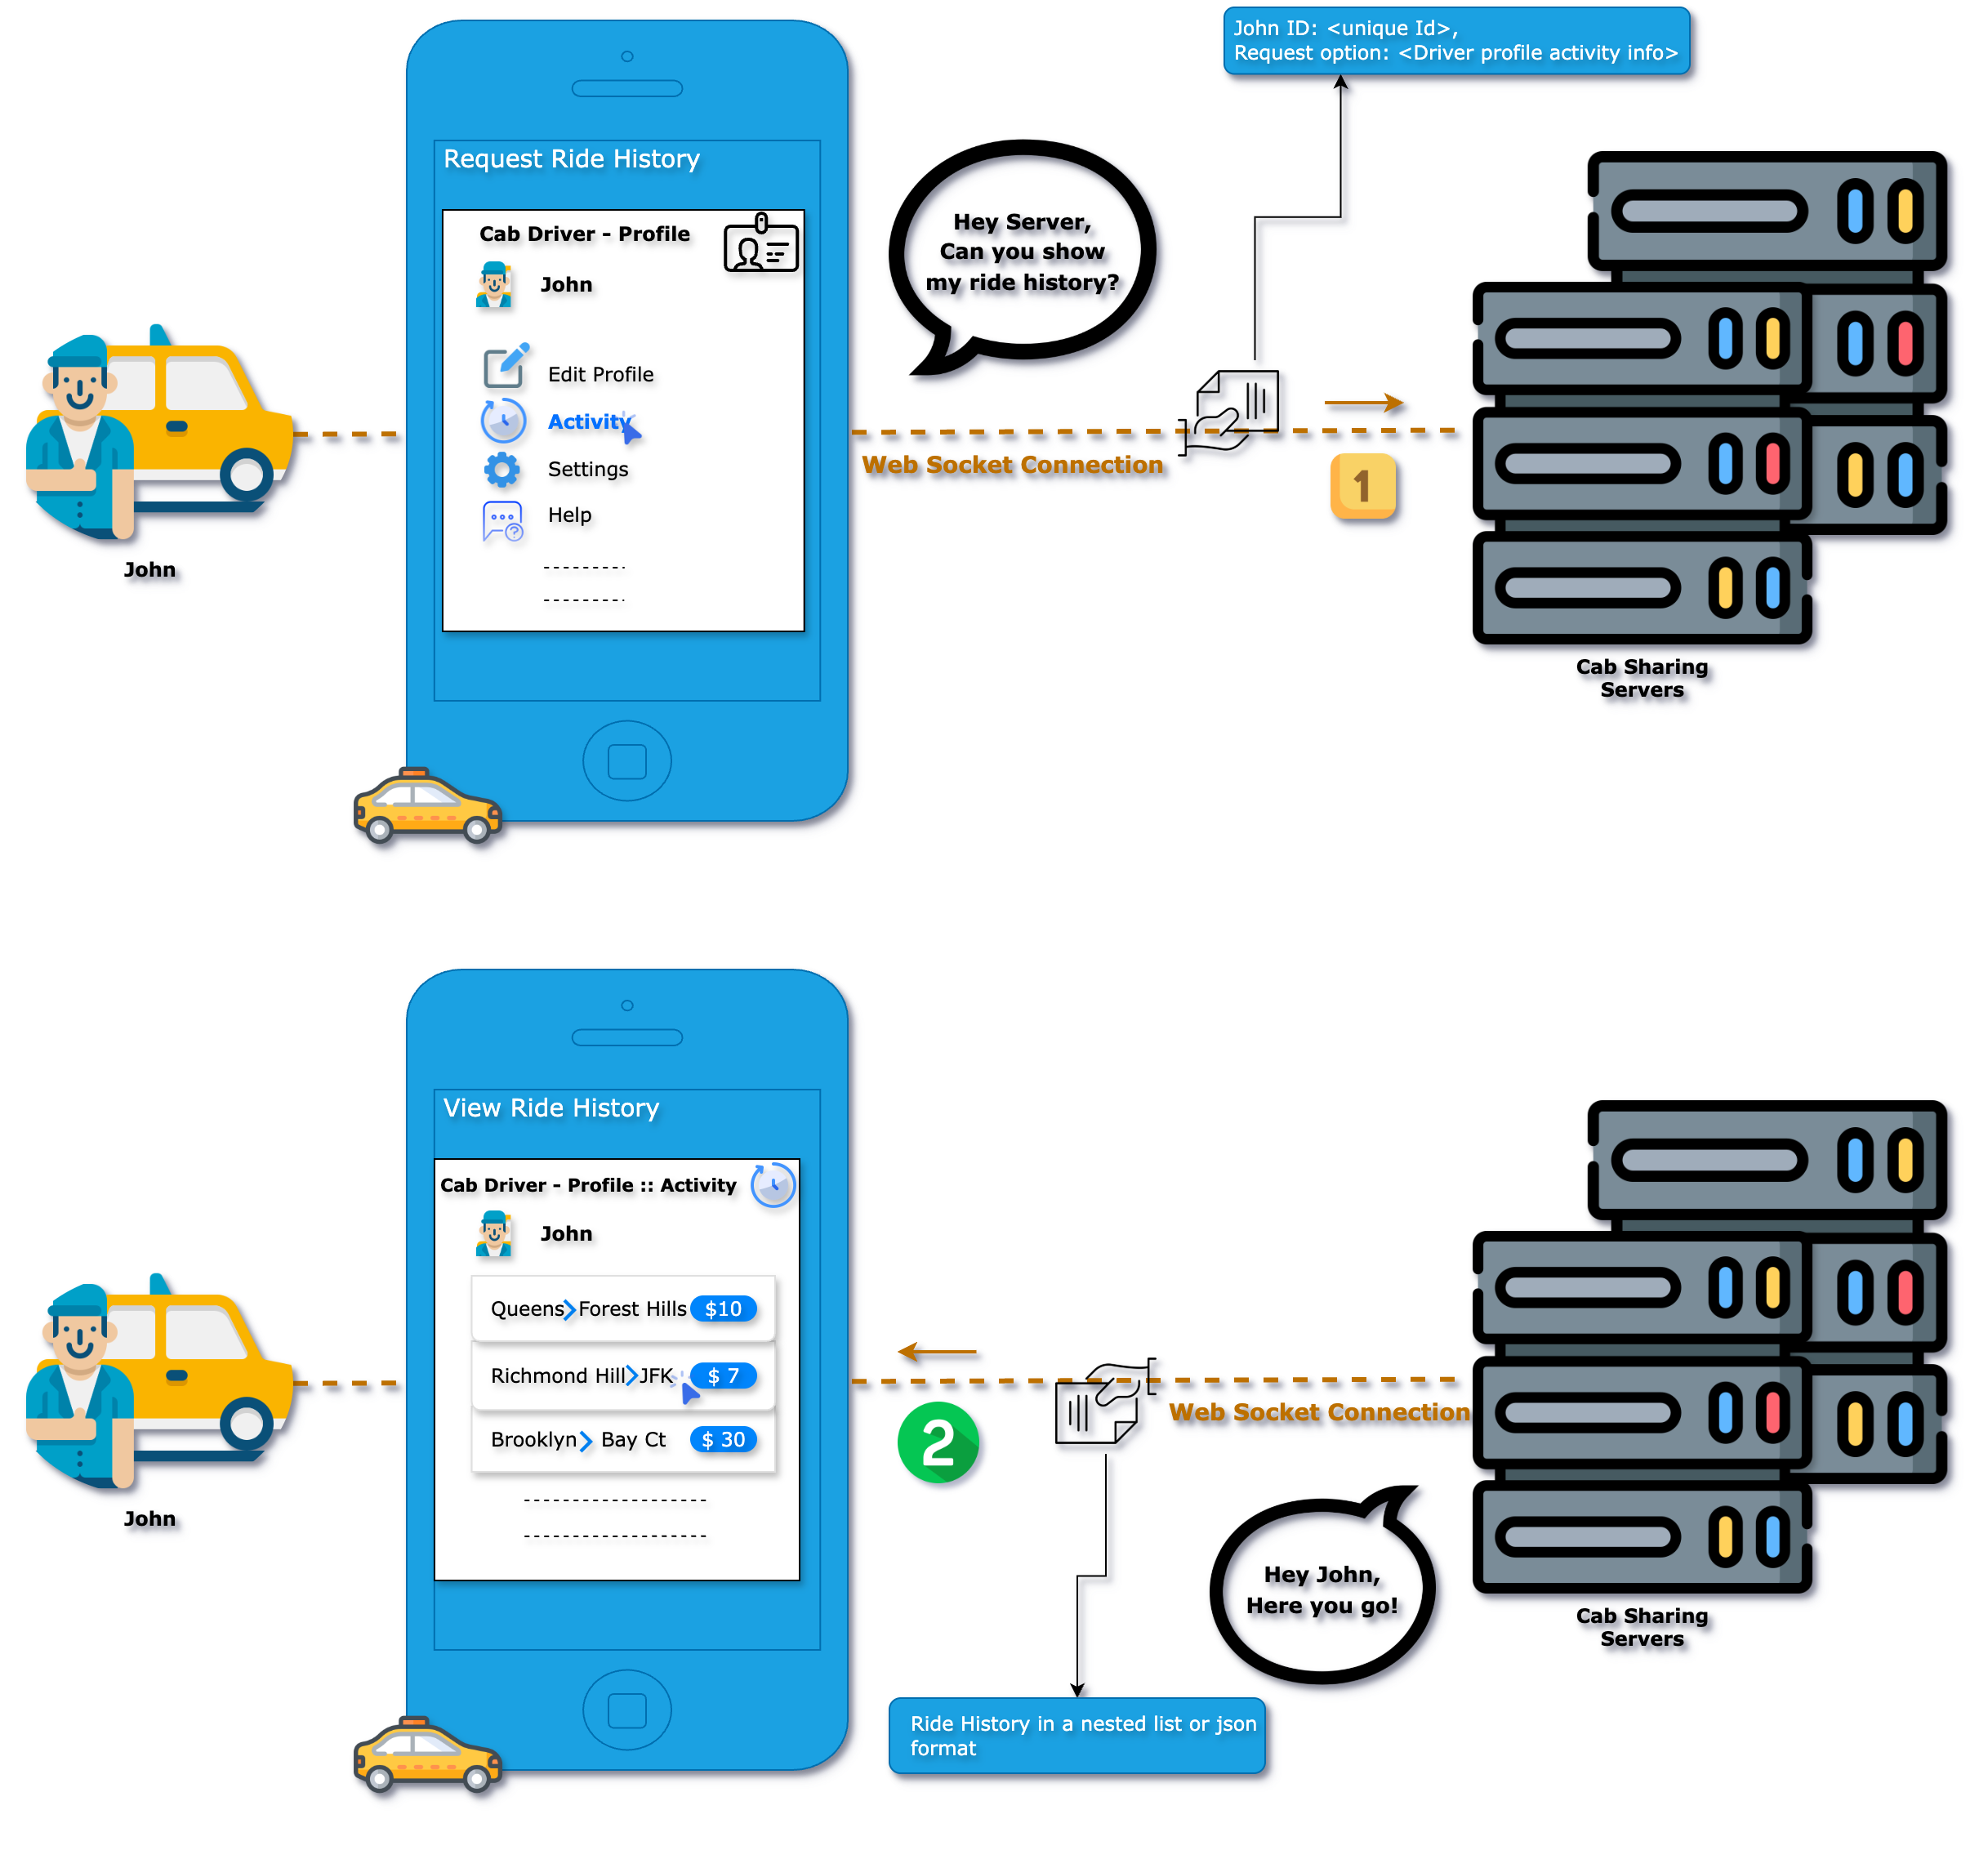 John ID: <unique Id>,
Request option: <Driver profile activity info>
Request Ride History
Cab Driver - Profile
John
Edit Profile
Activity
Settings
Help
Hey Server,
Can you show
my ride history?
Web Socket Connection
1
John
Cab Sharing
Servers
View Ride History
Cab Driver - Profile :: Activity
John
Queens Forest Hills $10
Richmond Hill JFK $ 7
Brooklyn Bay Ct $ 30
2
Web Socket Connection
John
Hey John,
Here you go!
Cab Sharing
Servers
Ride History in a nested list or json
format